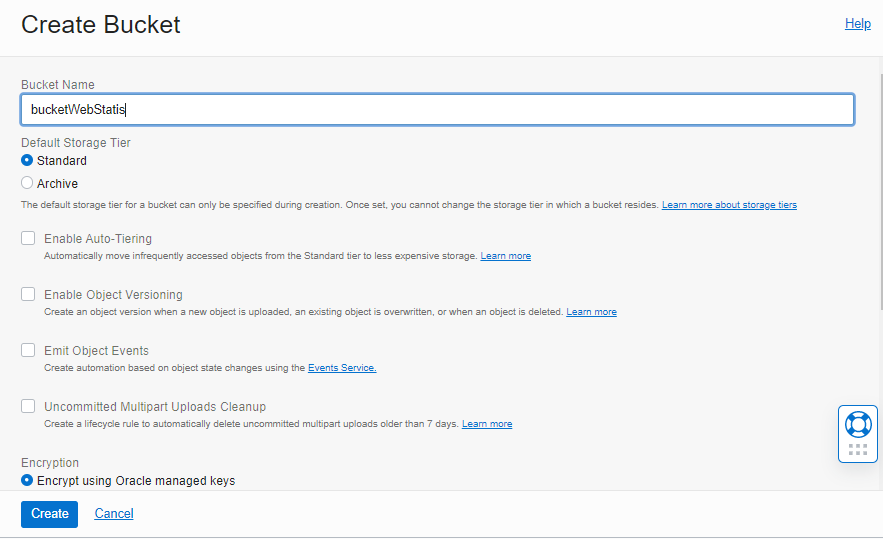 Create Bucket
Help
Bucket Name
bucketWebStatis
Default Storage Tier
Standard
Archive
The default storage tier for a bucket can only be specified during creation. Once set, you cannot change the storage tier in which a bucket resides. Learn more about storage tiers
Enable Auto-Tiering
Automatically move infrequently accessed objects from the Standard tier to less expensive storage. Learn more
Enable Object Versioning
Create an object version when a new object is uploaded, an existing object is overwritten, or when an object is deleted. Learn more
Emit Object Events
Create automation based on object state changes using the Events Service.
Uncommitted Multipart Uploads Cleanup
Create a lifecycle rule to automatically delete uncommitted multipart uploads older than 7 days. Learn more
Encryption
Encrypt using Oracle managed keys
Create Cancel